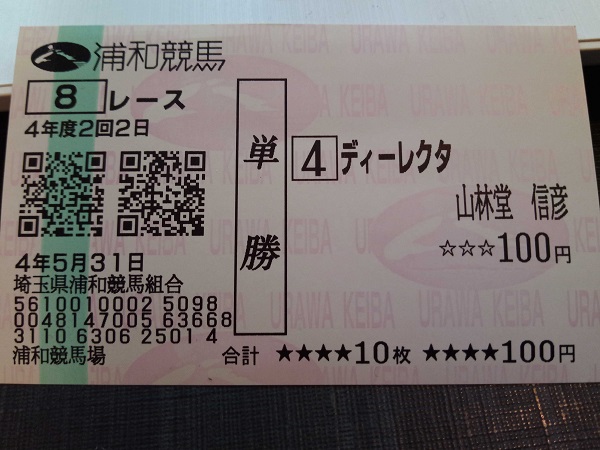 浦和競馬
8 レース
4年度2回2日
4年5月31日
埼玉県浦和競馬組合
5610010002 5098
0048147005 63668
3110 6306 2501 4
浦和競馬場
単勝
4 ディーレクタ
山林堂 信彦
☆☆☆100円
合計 ★★★★10枚 ★★★★100円
URAWA KEIBA